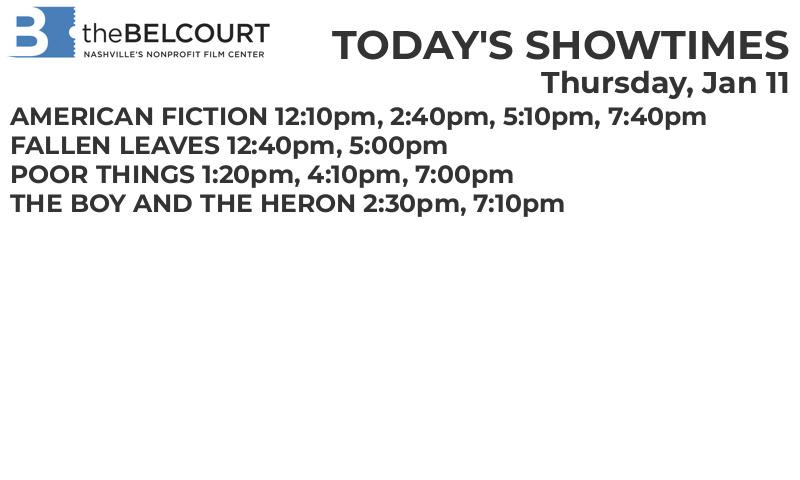 B theBELCOURT
NASHVILLE'S NONPROFIT FILM CENTER
TODAY'S SHOWTIMES
Thursday, Jan 11
AMERICAN FICTION 12:10pm, 2:40pm, 5:10pm, 7:40pm
FALLEN LEAVES 12:40pm, 5:00pm
POOR THINGS 1:20pm, 4:10pm, 7:00pm
THE BOY AND THE HERON 2:30pm, 7:10pm